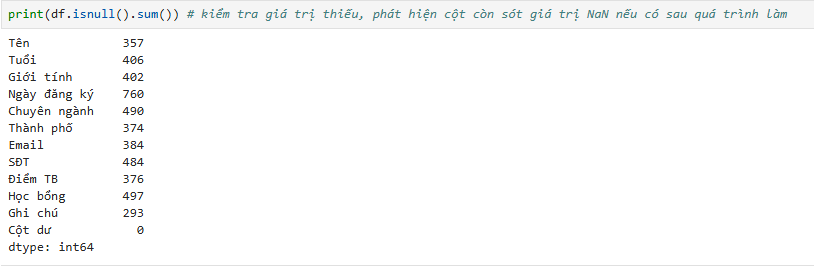 print(df.isnull().sum()) # kiểm tra giá trị thiếu, phát hiện cột còn sót giá trị NaN nếu có sau quá trình làm
Tên 357
Tuổi 406
Giới tính 402
Ngày đăng ký 760
Chuyên ngành 490
Thành phố 374
Email 384
SĐT 484
Điểm TB 376
Học bổng 497
Ghi chú 293
Cột dư 0
dtype: int64